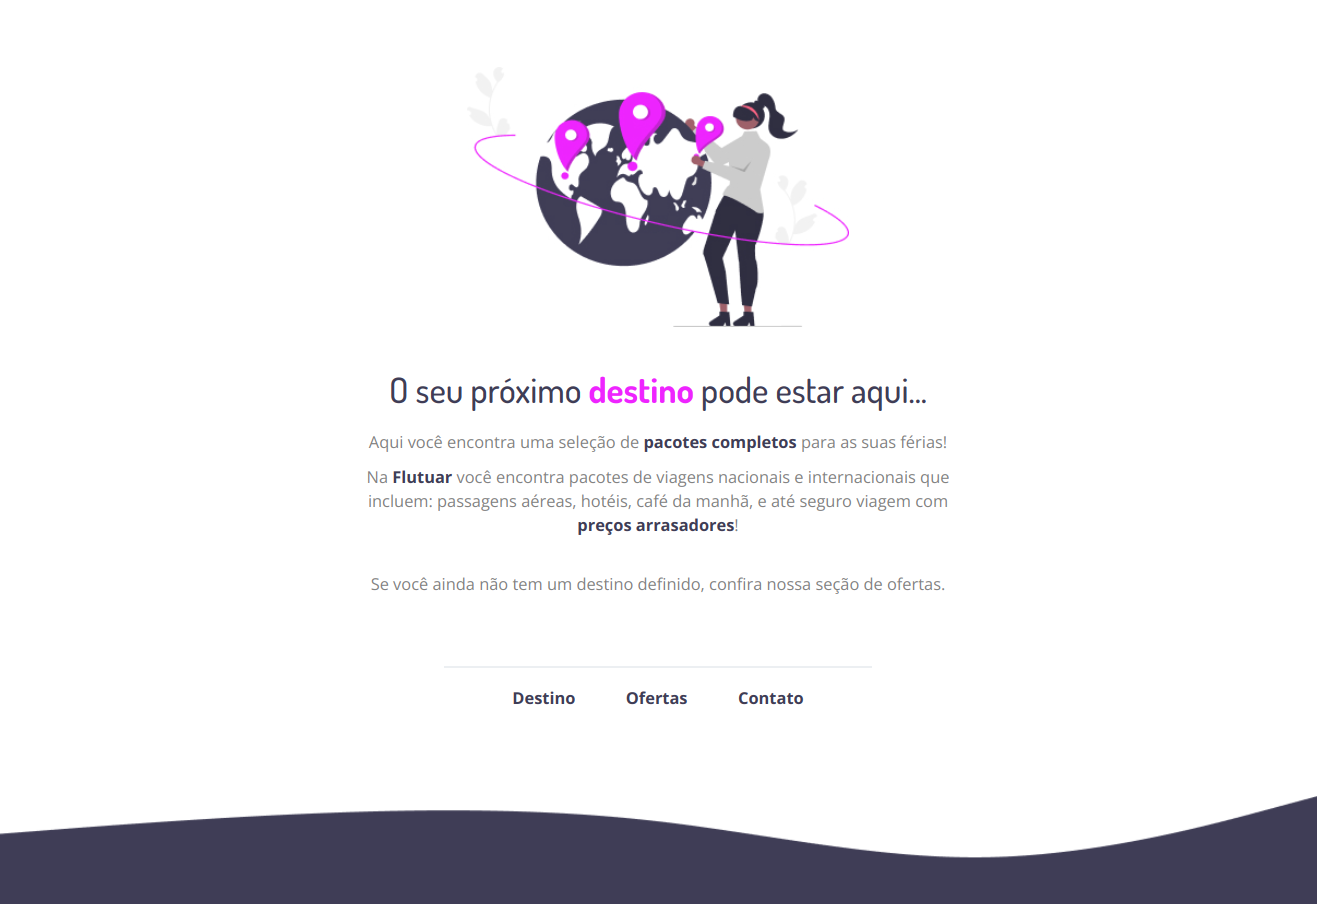 O seu próximo destino pode estar aqui...
Aqui você encontra uma seleção de pacotes completos para as suas férias!
Na Flutuar você encontra pacotes de viagens nacionais e internacionais que
incluem: passagens aéreas, hotéis, café da manhã, e até seguro viagem com
preços arrasadores!
Se você ainda não tem um destino definido, confira nossa seção de ofertas.
Destino Ofertas Contato